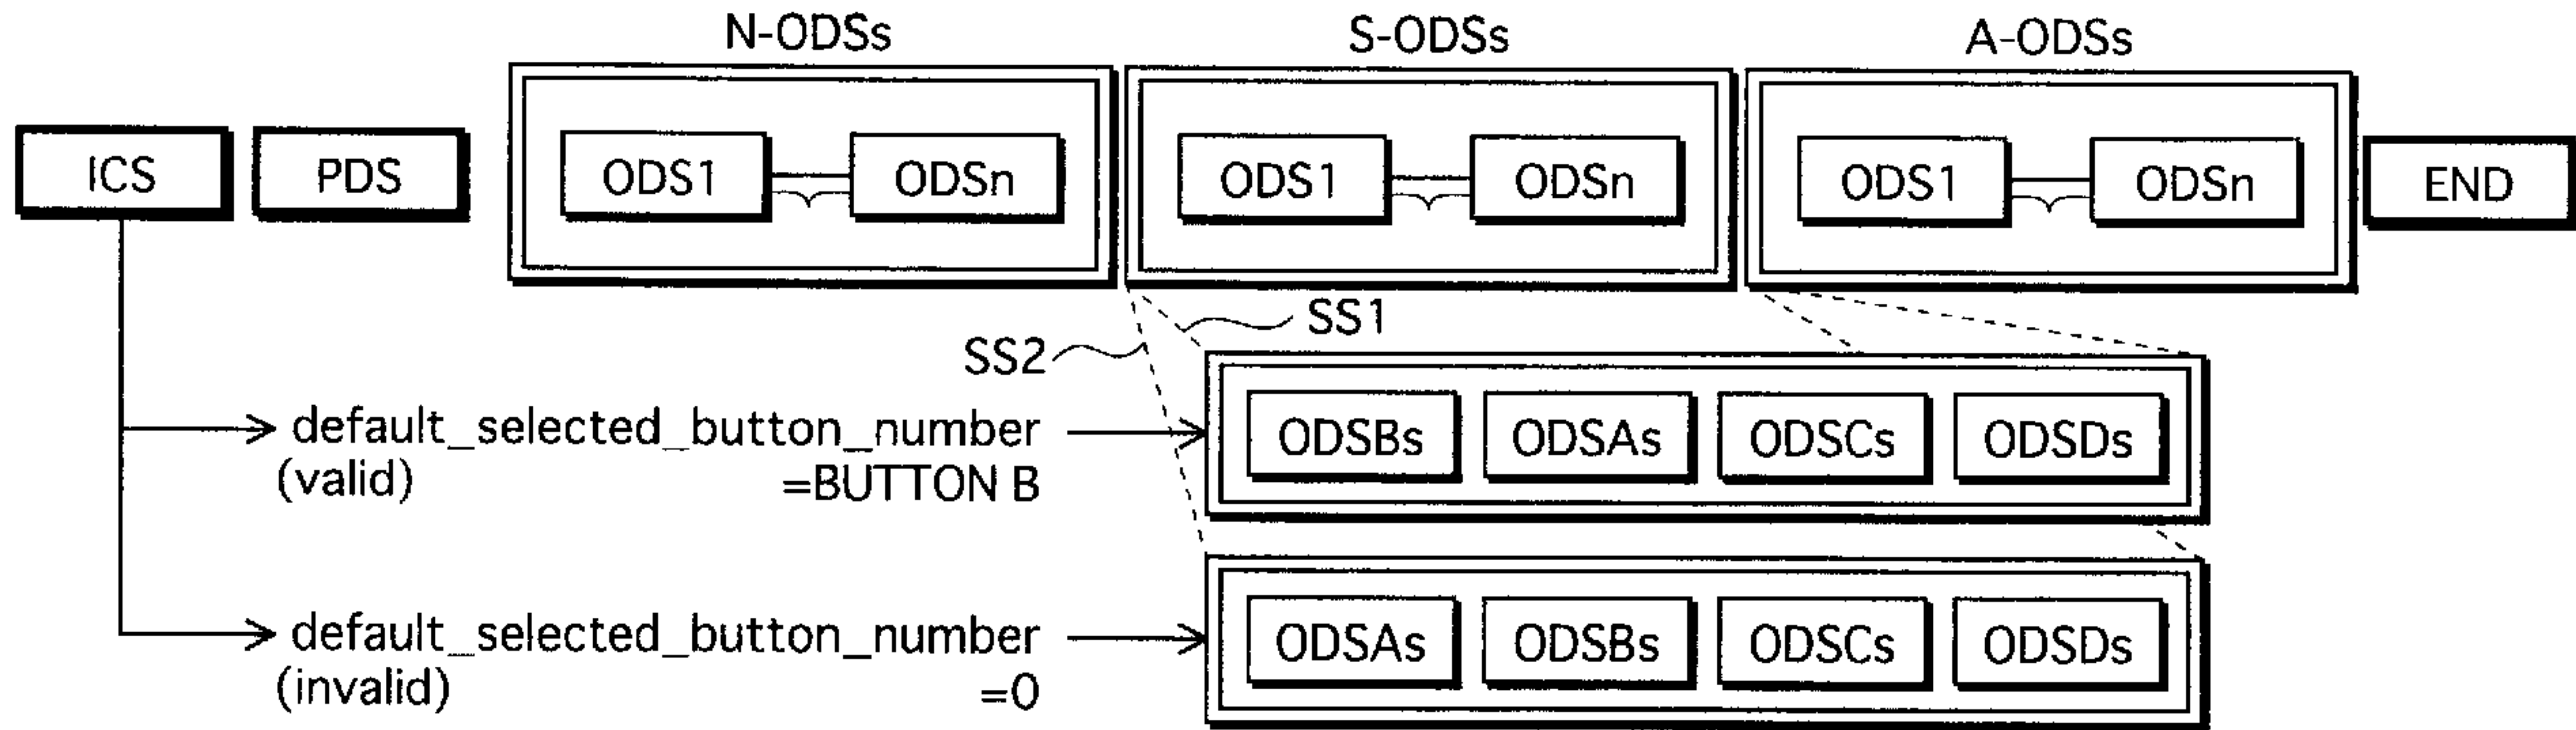 N-ODSs S-ODSs A-ODSs
ICS PDS ODS1 ODSn ODS1 ODSn ODS1 ODSn END
SS1
SS2
default_selected_button_number
(valid) =BUTTON B
ODSBs ODSAs ODSCs ODSDs
default_selected_button_number
(invalid) =0
ODSAs ODSBs ODSCs ODSDs